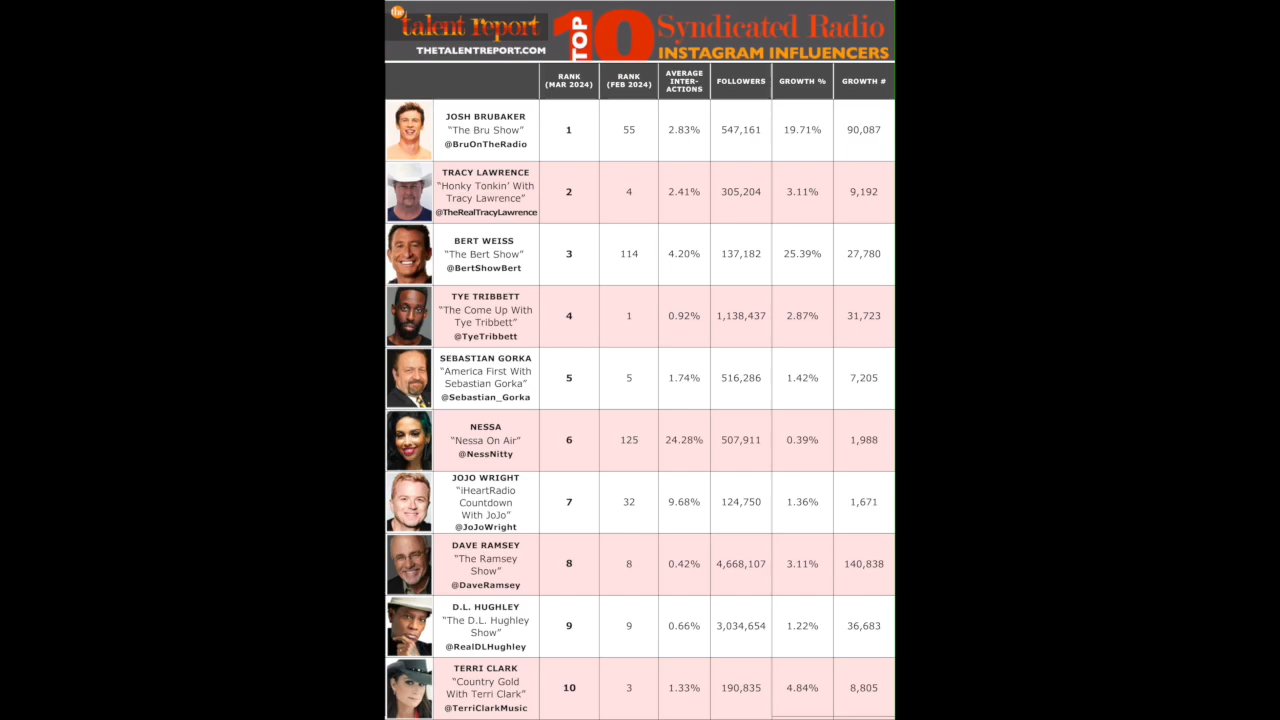 the
talent report
THETALENTREPORT.COM
TOP 10
Syndicated Radio
INSTAGRAM INFLUENCERS
RANK (MAR 2024) RANK (FEB 2024) AVERAGE INTER-ACTIONS FOLLOWERS GROWTH % GROWTH #
JOSH BRUBAKER
“The Bru Show”
@BruOnTheRadio
1 55 2.83% 547,161 19.71% 90,087
TRACY LAWRENCE
“Honky Tonkin’ With
Tracy Lawrence”
@TheRealTracyLawrence
2 4 2.41% 305,204 3.11% 9,192
BERT WEISS
“The Bert Show”
@BertShowBert
3 114 4.20% 137,182 25.39% 27,780
TYE TRIBBETT
“The Come Up With
Tye Tribbett”
@TyeTribbett
4 1 0.92% 1,138,437 2.87% 31,723
SEBASTIAN GORKA
“America First With
Sebastian Gorka”
@Sebastian_Gorka
5 5 1.74% 516,286 1.42% 7,205
NESSA
“Nessa On Air”
@NessNitty
6 125 24.28% 507,911 0.39% 1,988
JOJO WRIGHT
“iHeartRadio
Countdown
With JoJo”
@JoJoWright
7 32 9.68% 124,750 1.36% 1,671
DAVE RAMSEY
“The Ramsey
Show”
@DaveRamsey
8 8 0.42% 4,668,107 3.11% 140,838
D.L. HUGHLEY
“The D.L. Hughley
Show”
@RealDLHughley
9 9 0.66% 3,034,654 1.22% 36,683
TERRI CLARK
“Country Gold
With Terri Clark”
@TerriClarkMusic
10 3 1.33% 190,835 4.84% 8,805